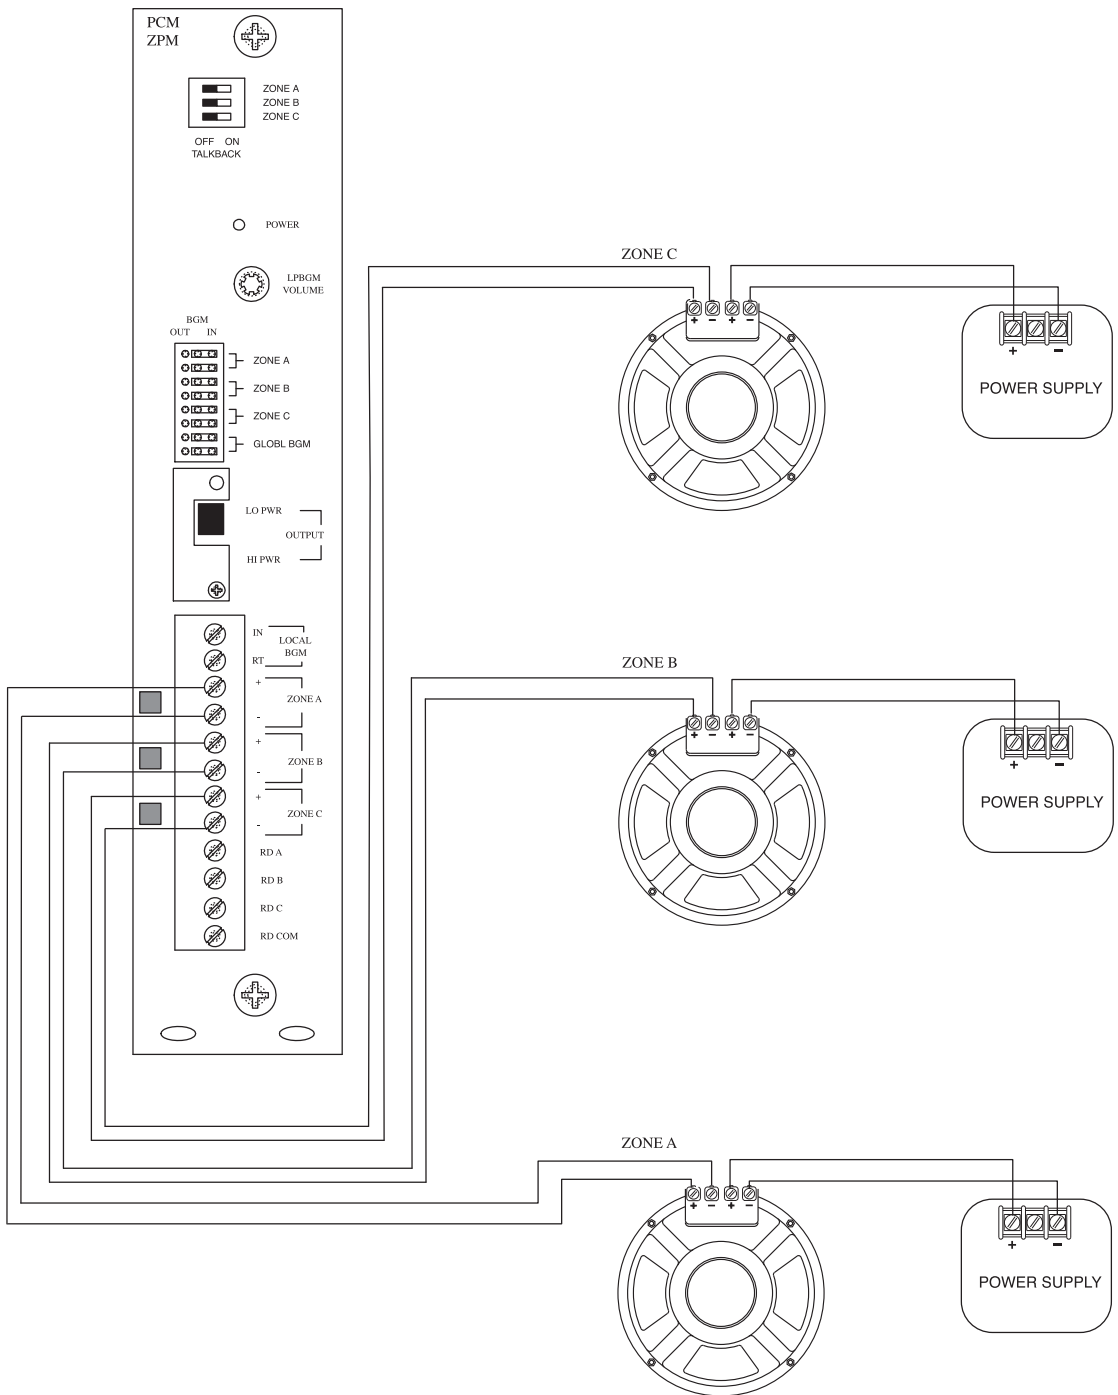 PCM
ZPM
ZONE A
ZONE B
ZONE C
OFF ON
TALKBACK
POWER
LPBGM
VOLUME
BGM
OUT IN
ZONE A
ZONE B
ZONE C
GLOBL BGM
LO PWR
OUTPUT
HI PWR
IN
LOCAL
BGM
RT
+
ZONE A
-
+
ZONE B
-
+
ZONE C
-
RD A
RD B
RD C
RD COM
ZONE C
+ − + −
+ −
POWER SUPPLY
ZONE B
+ − + −
+ −
POWER SUPPLY
ZONE A
+ − + −
+ −
POWER SUPPLY